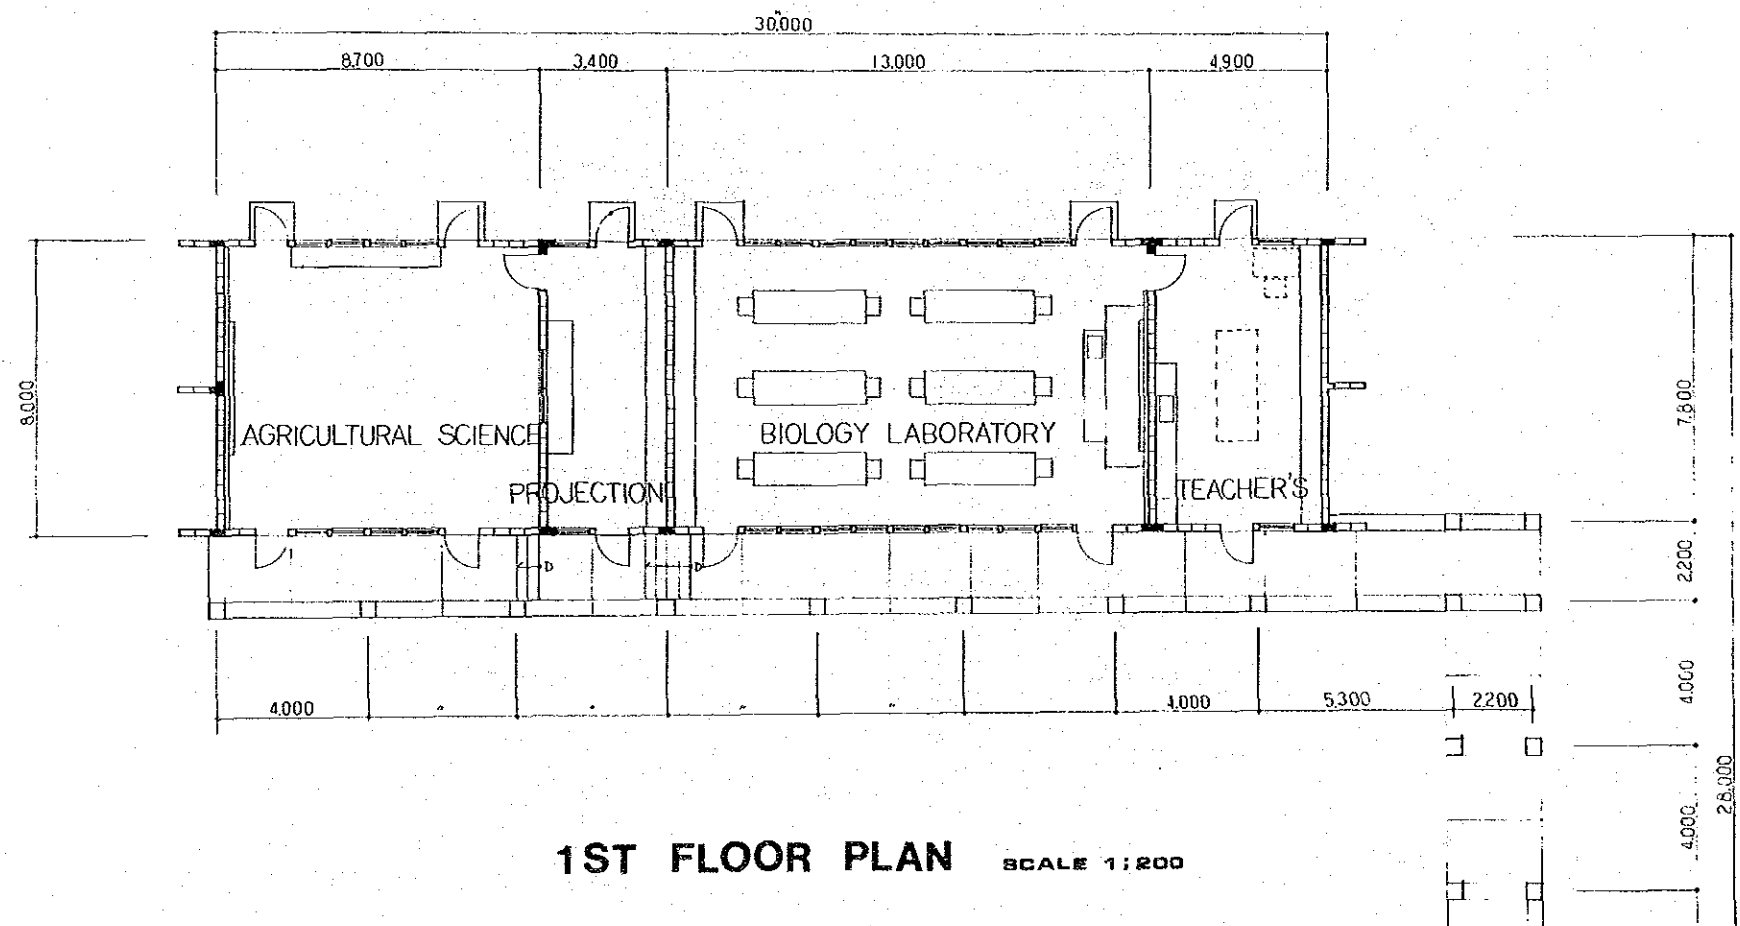 30,000
8,700 3,400 13,000 4,900
8,000
7,800
AGRICULTURAL SCIENCE
BIOLOGY LABORATORY
PROJECTION
TEACHER'S
D D
2,200
4,000 " " " " 4,000 5,300 2,200
4,000
4,000
28,000
1ST FLOOR PLAN SCALE 1:200